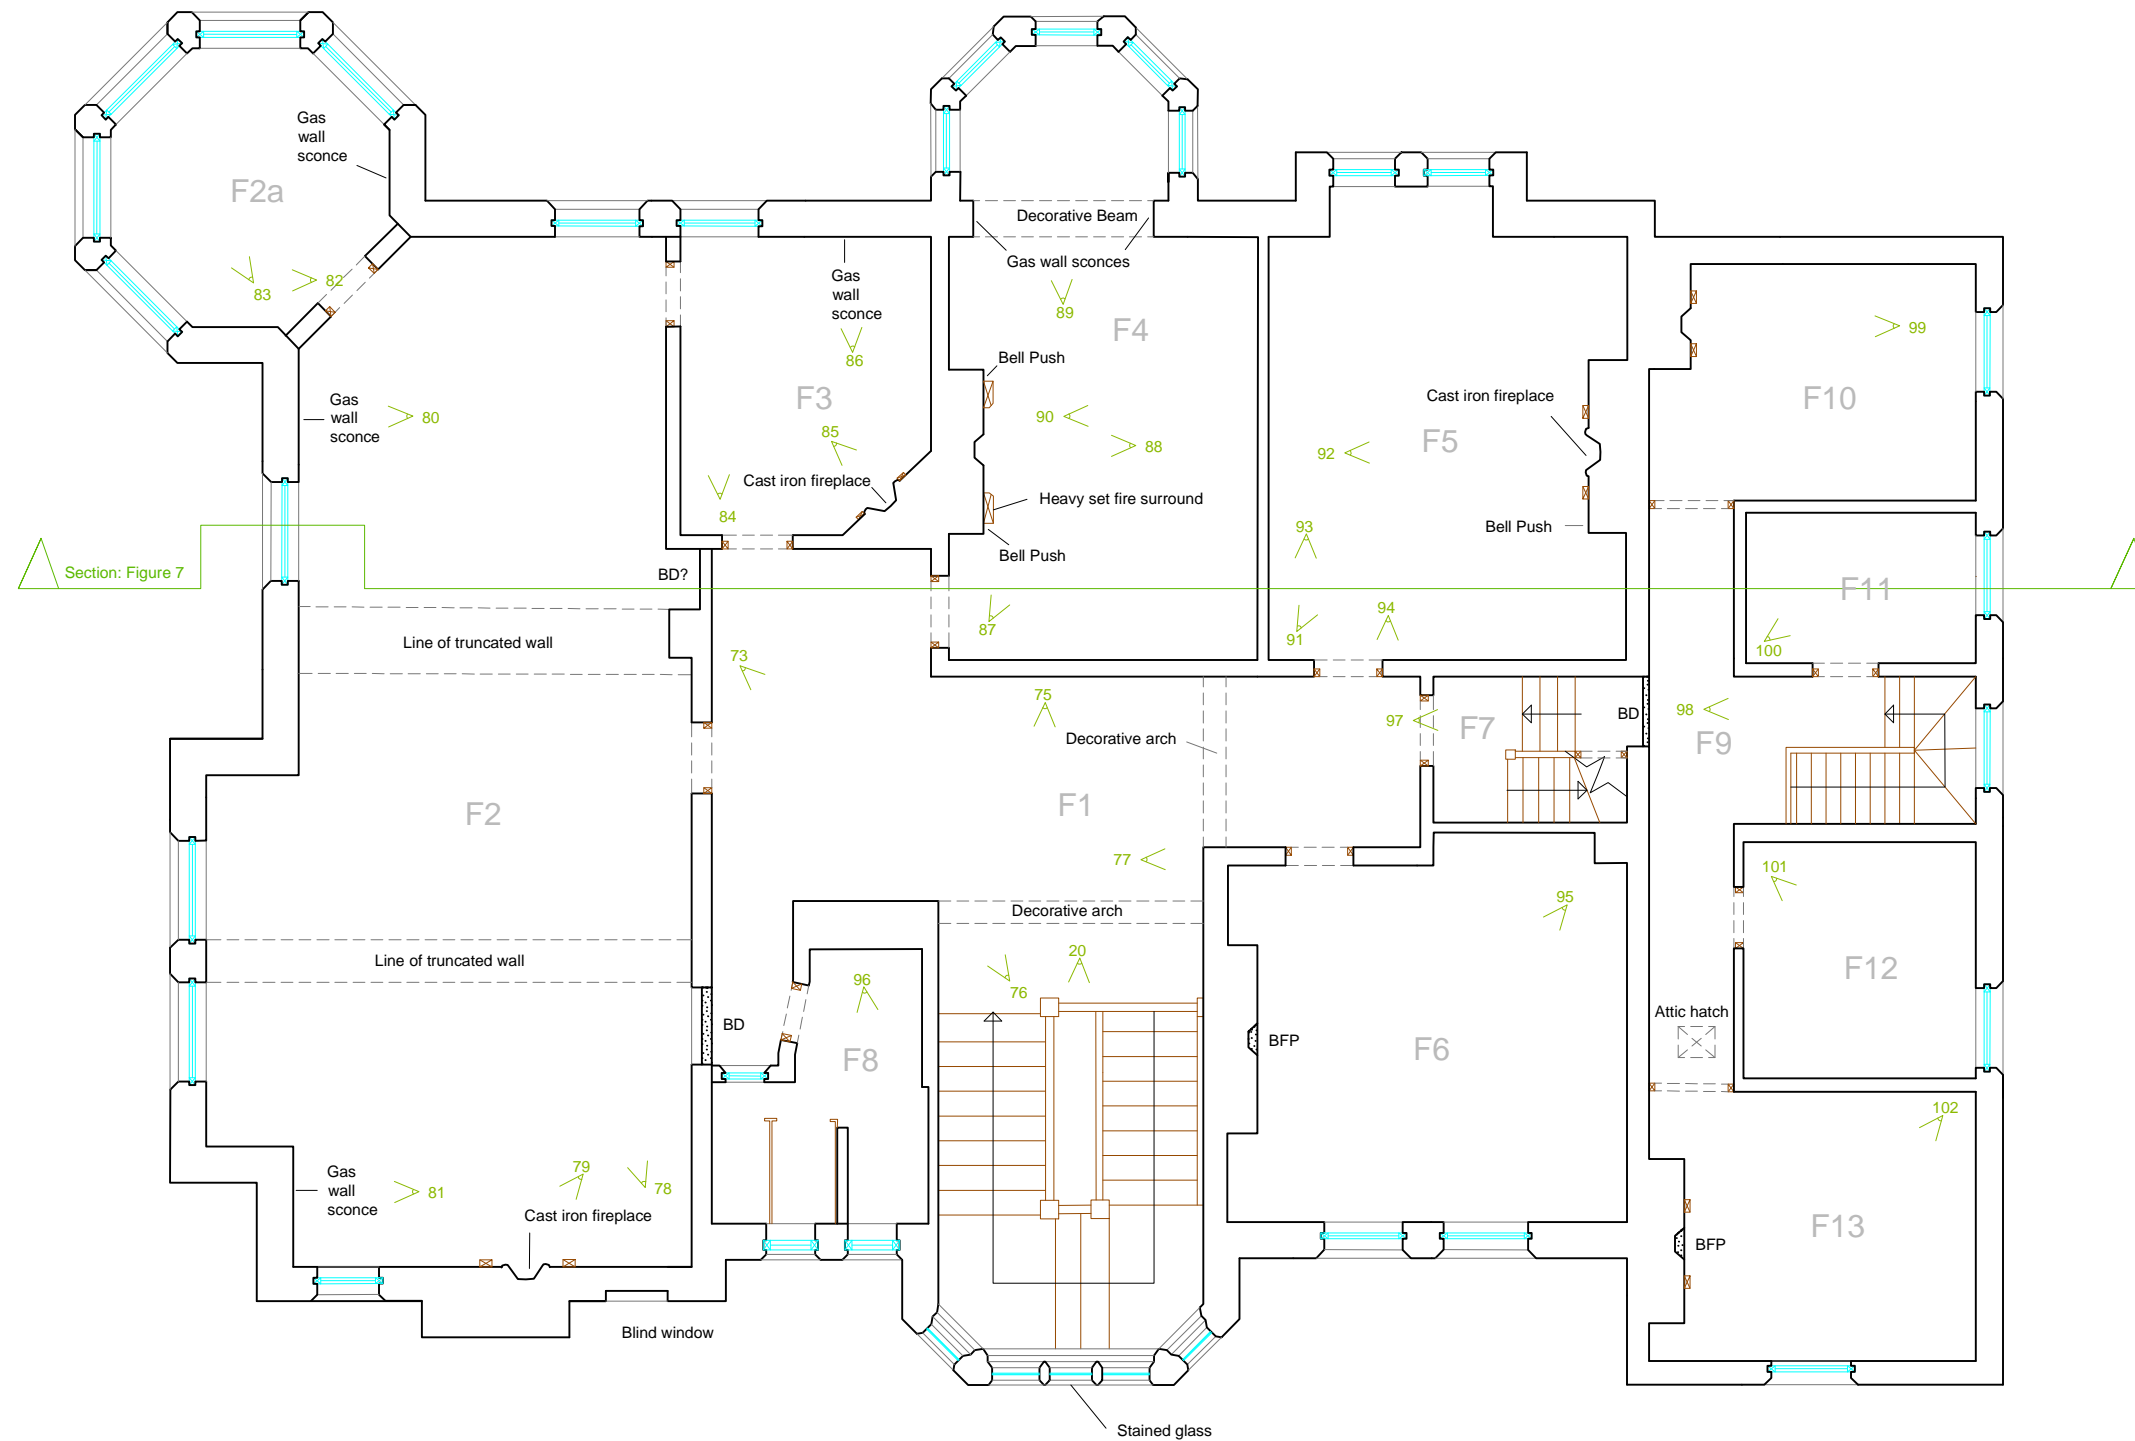 Gas
wall
sconce
F2a
Decorative Beam
Gas wall sconces
82
83
Gas
wall
sconce
89
F4
99
86
Bell Push
F3
Gas
wall
sconce
80
90
88
85
Cast iron fireplace
F5
F10
92
Cast iron fireplace
84
Heavy set fire surround
Bell Push
93
Bell Push
Section: Figure 7
BD?
F11
87
91
94
100
Line of truncated wall
73
75
97
F7
BD
98
F9
Decorative arch
F2
F1
77
101
95
Decorative arch
Line of truncated wall
20
76
96
F12
BD
F8
BFP
F6
Attic hatch
102
Gas
wall
sconce
81
79
78
Cast iron fireplace
F13
BFP
Blind window
Stained glass